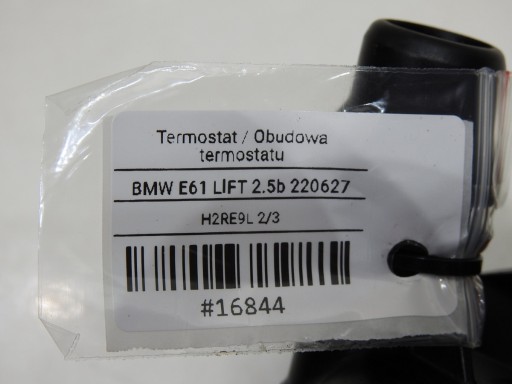 Termostat / Obudowa
termostatu
BMW E61 LIFT 2.5b 220627
H2RE9L 2/3
#16844